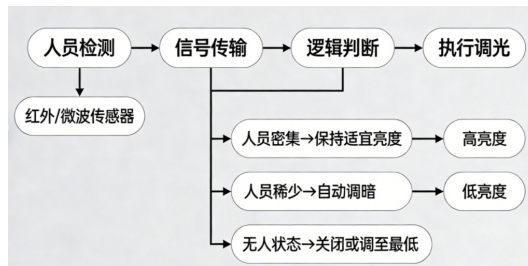 人员检测
信号传输
逻辑判断
执行调光
红外/微波传感器
人员密集→保持适宜亮度
高亮度
人员稀少→自动调暗
低亮度
无人状态→关闭或调至最低